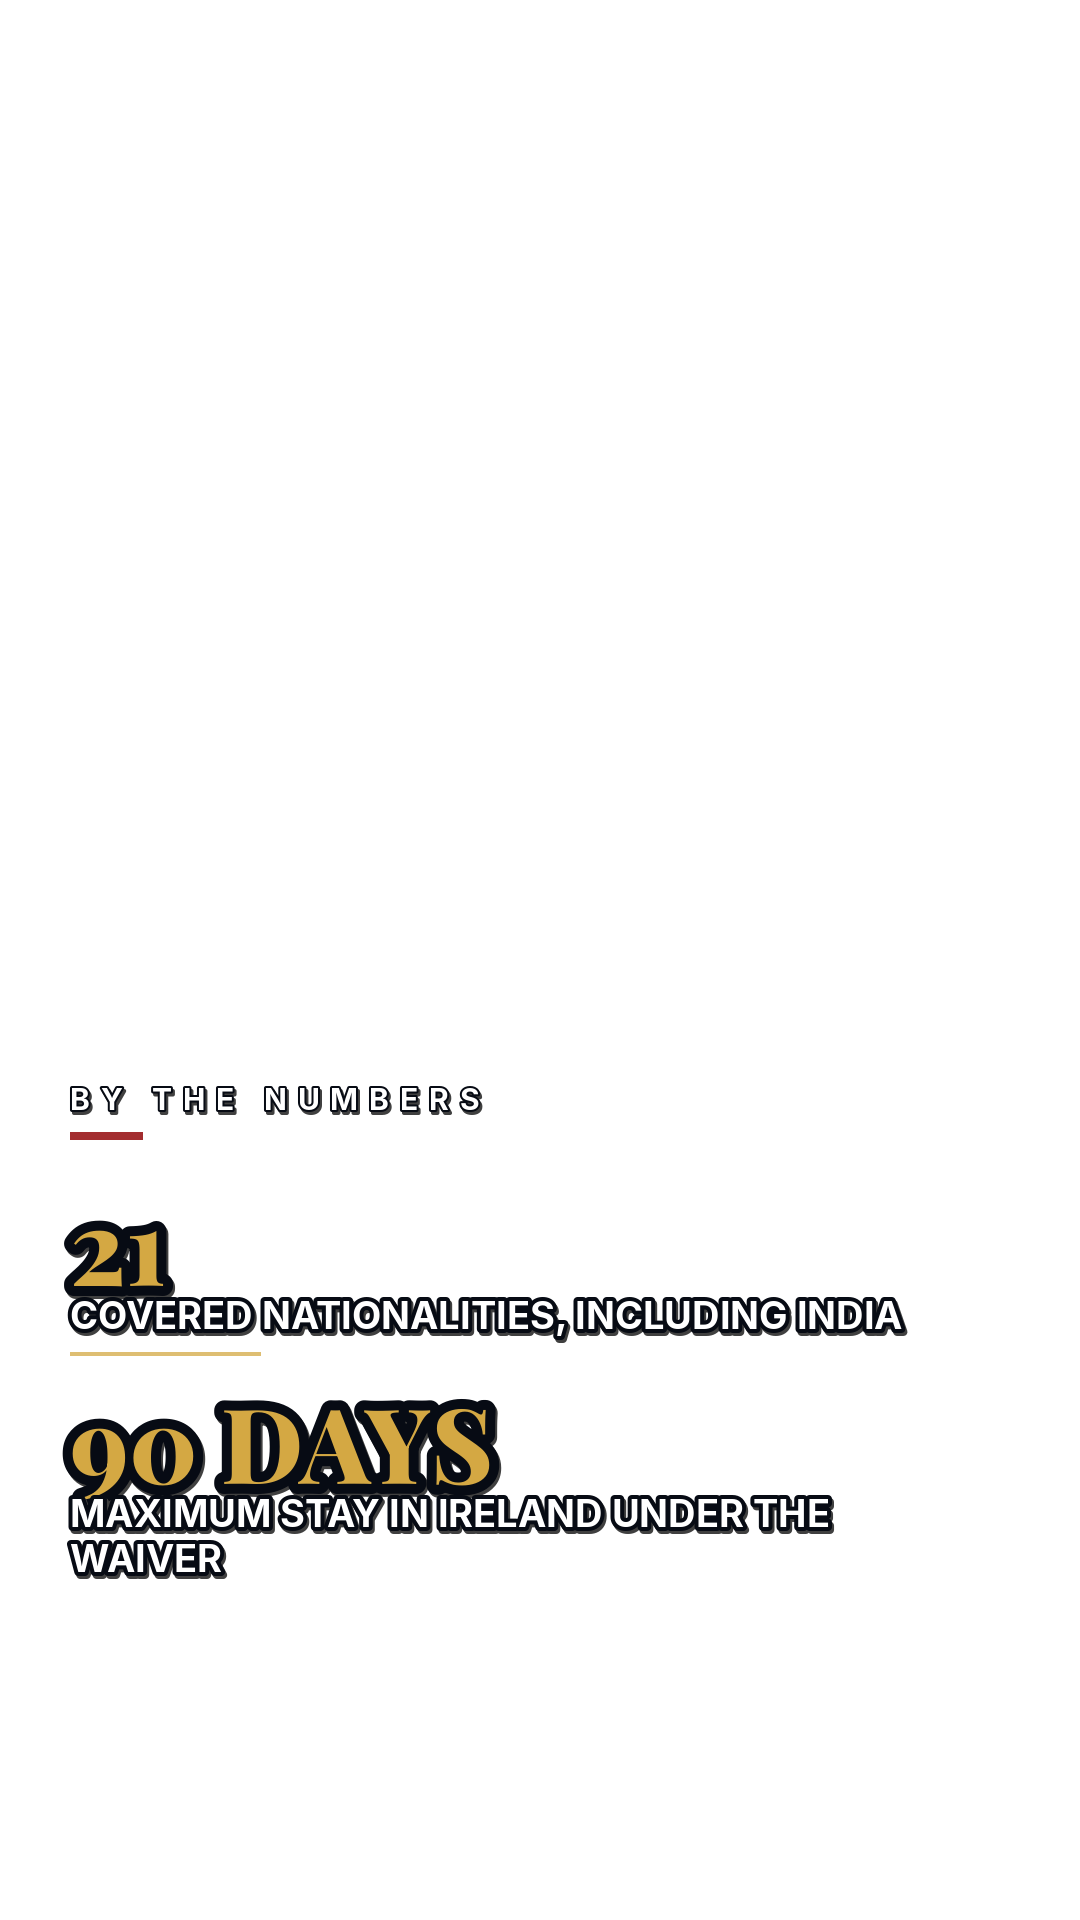 BY THE NUMBERS
21
COVERED NATIONALITIES, INCLUDING INDIA
90 DAYS
MAXIMUM STAY IN IRELAND UNDER THE
WAIVER